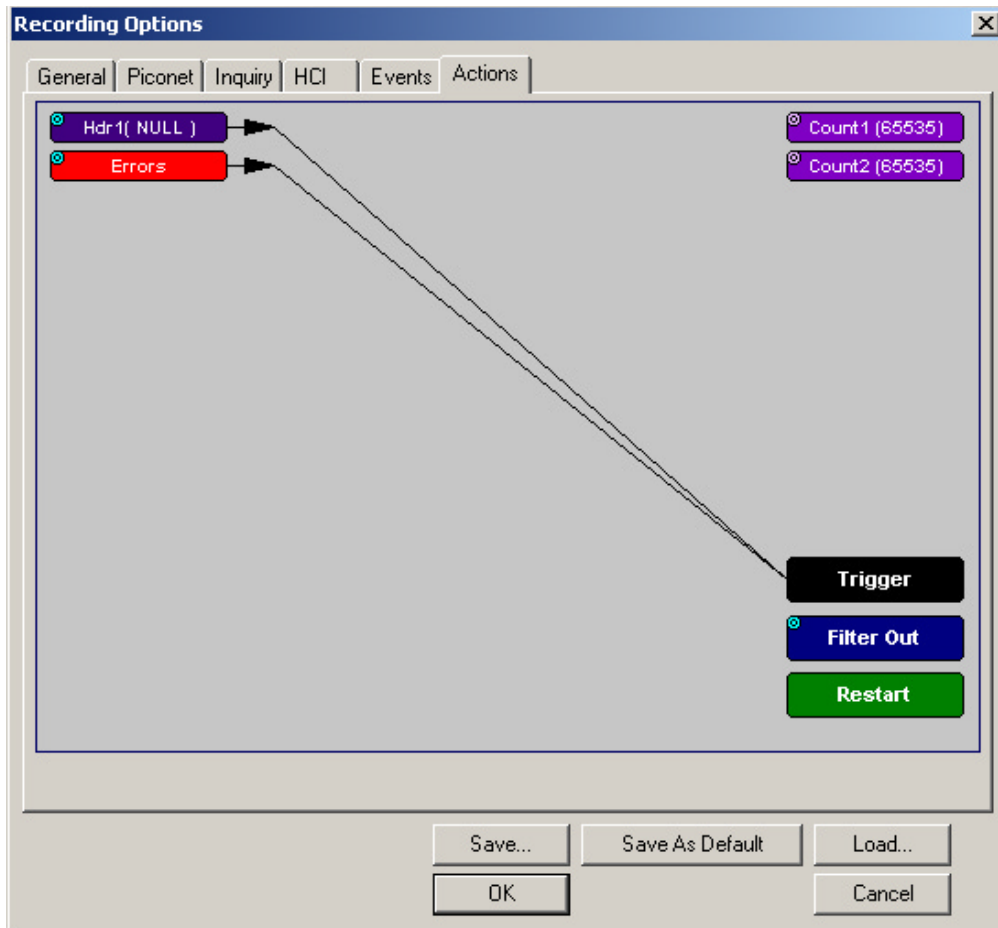 Recording Options
General Piconet Inquiry HCI Events Actions
Hdr1( NULL ) Count1 (65535)
Errors Count2 (65535)
Trigger
Filter Out
Restart
Save... Save As Default Load...
OK Cancel